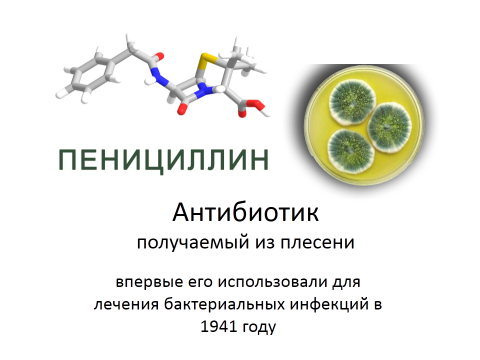 ПЕНИЦИЛЛИН
Антибиотик
получаемый из плесени
впервые его использовали для
лечения бактериальных инфекций в
1941 году